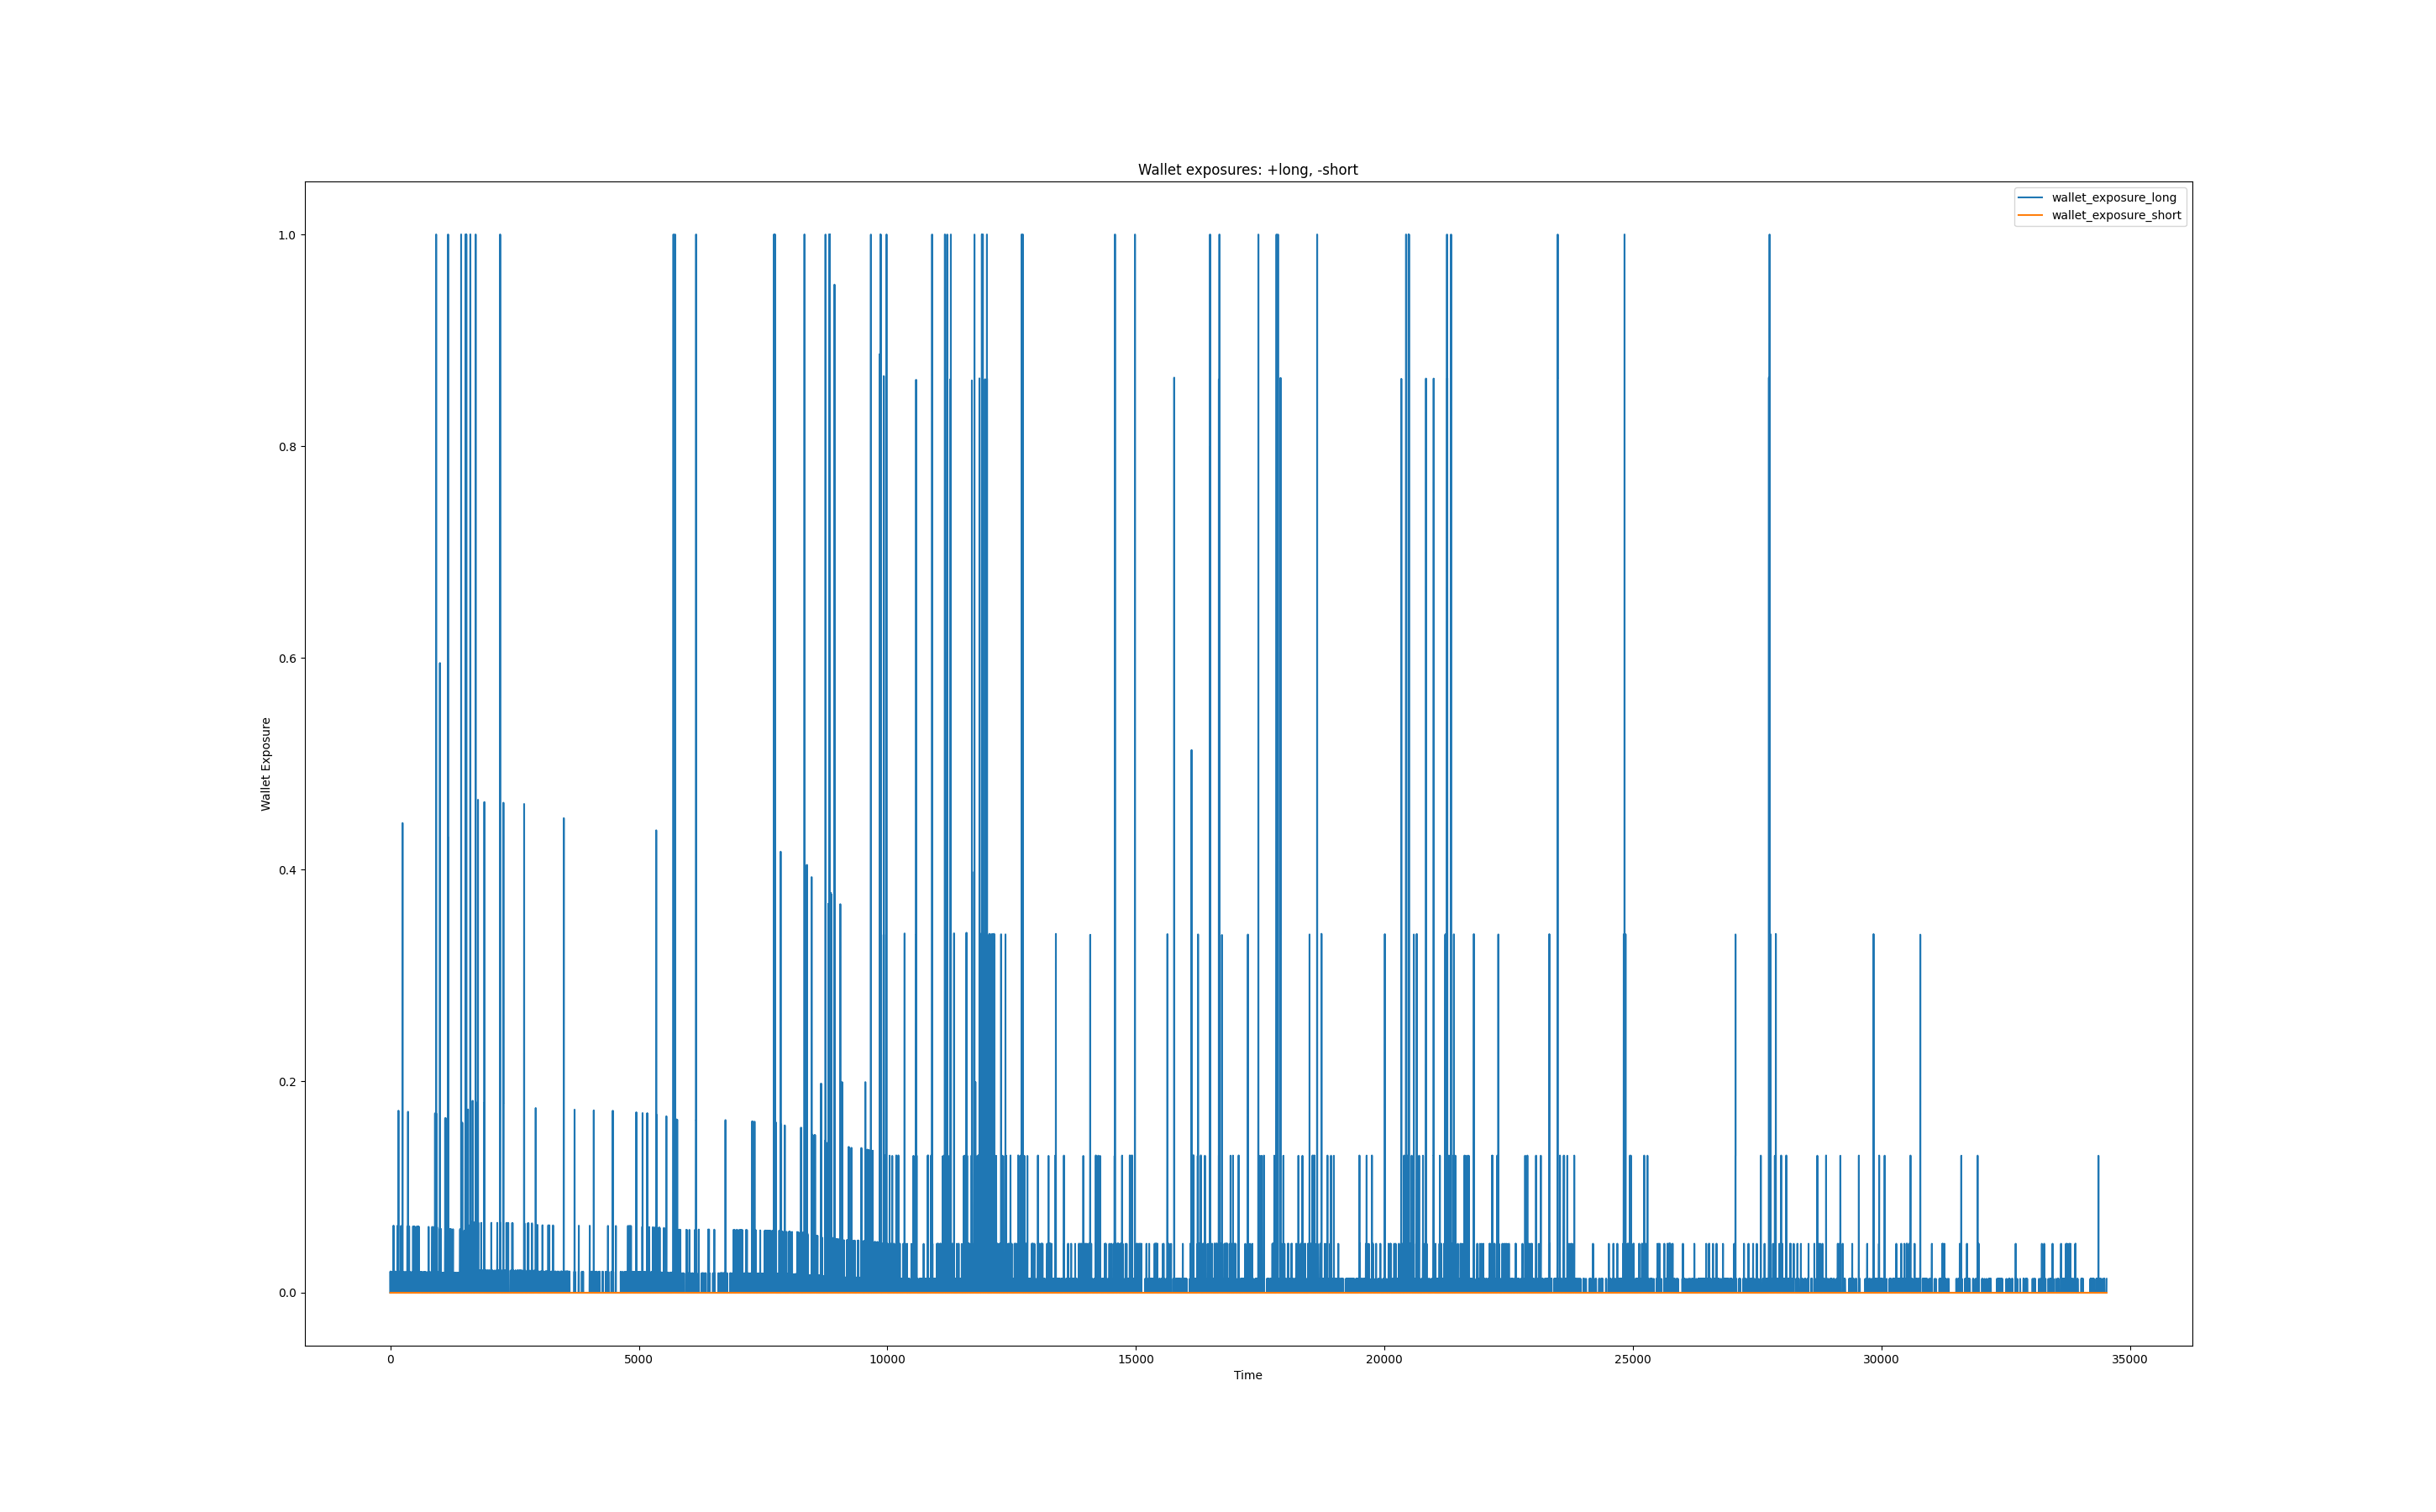 Wallet exposures: +long, -short
wallet_exposure_long
wallet_exposure_short
1.0
0.8
0.6
0.4
0.2
0.0
Wallet Exposure
0 5000 10000 15000 20000 25000 30000 35000
Time